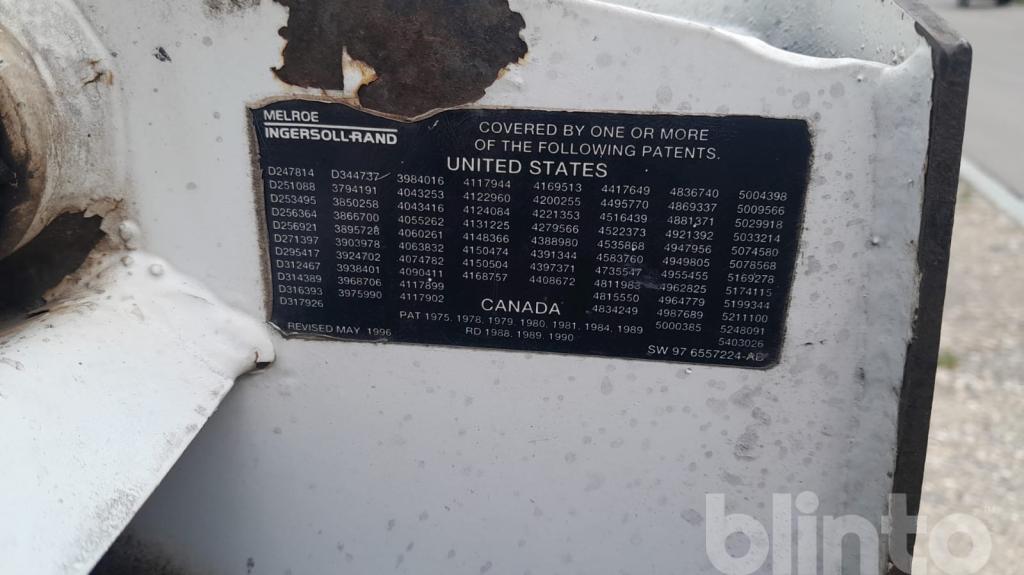 MELROE
INGERSOLL-RAND
COVERED BY ONE OR MORE
OF THE FOLLOWING PATENTS.
UNITED STATES
D247814
D251088
D253495
D256364
D256921
D271397
D295417
D312467
D314389
D316393
D317926
D344737
3794191
3850258
3866700
3895728
3903978
3924702
3938401
3968706
3975990
3984016
4043253
4043416
4055262
4060261
4063832
4074782
4090411
4117899
4117902
4117944
4122960
4124084
4131225
4148366
4150474
4150504
4168757
4169513
4200255
4221353
4279566
4388980
4391344
4397371
4408672
4417649
4495770
4516439
4522373
4535868
4583760
4735547
4811983
4815550
4834249
4836740
4869337
4881371
4921392
4947956
4949805
4955455
4962825
4964779
4987689
5000385
5004398
5009566
5029918
5033214
5074580
5078568
5169278
5174115
5199344
5211100
5248091
5403026
CANADA
PAT 1975, 1978, 1979, 1980, 1981, 1984, 1989
RD 1988, 1989, 1990
REVISED MAY 1996
SW 97 6557224-AD
blinto